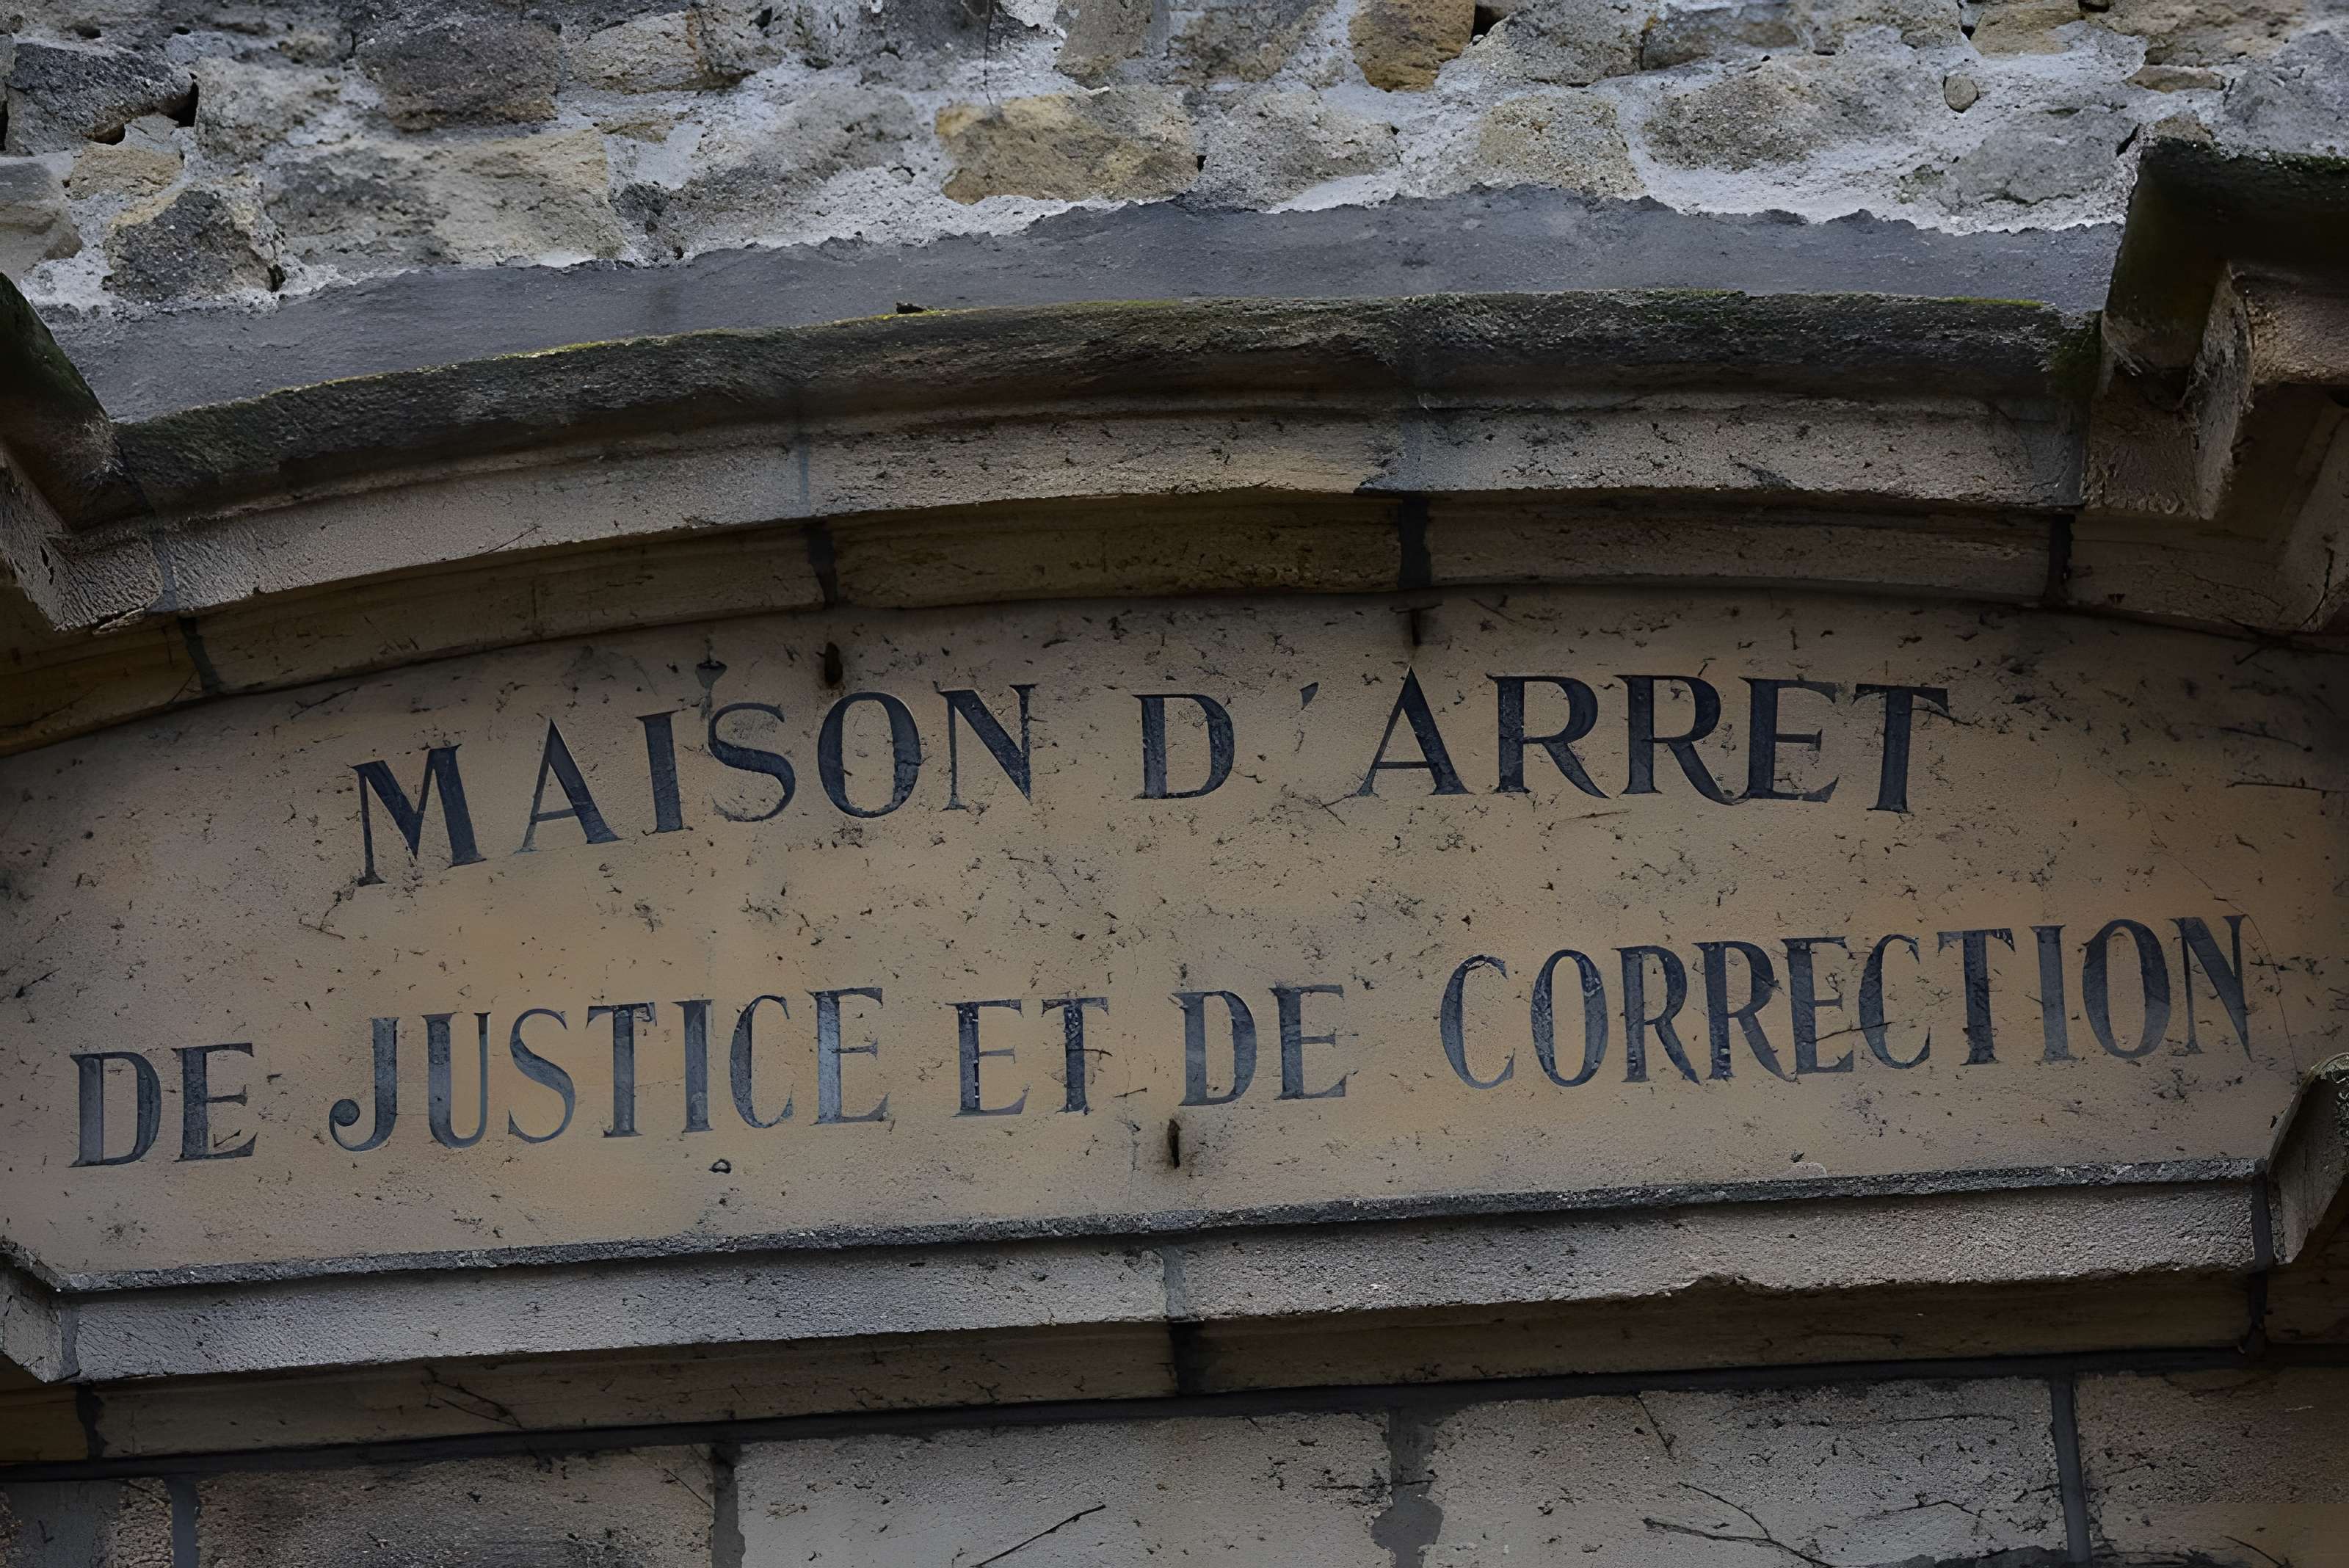 MAISON D'ARRET
DE JUSTICE ET DE CORRECTION